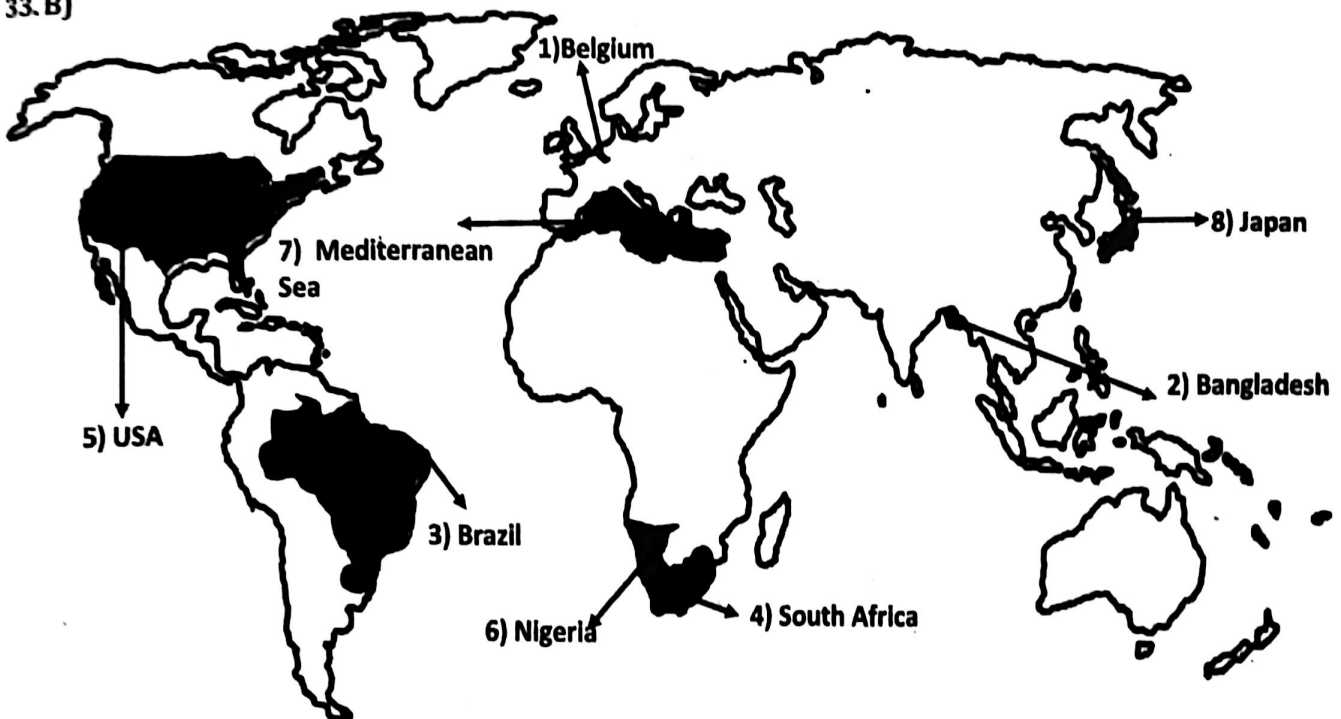 33. B)
1)Belgium
7) Mediterranean
Sea
8) Japan
2) Bangladesh
5) USA
3) Brazil
6) Nigeria
4) South Africa